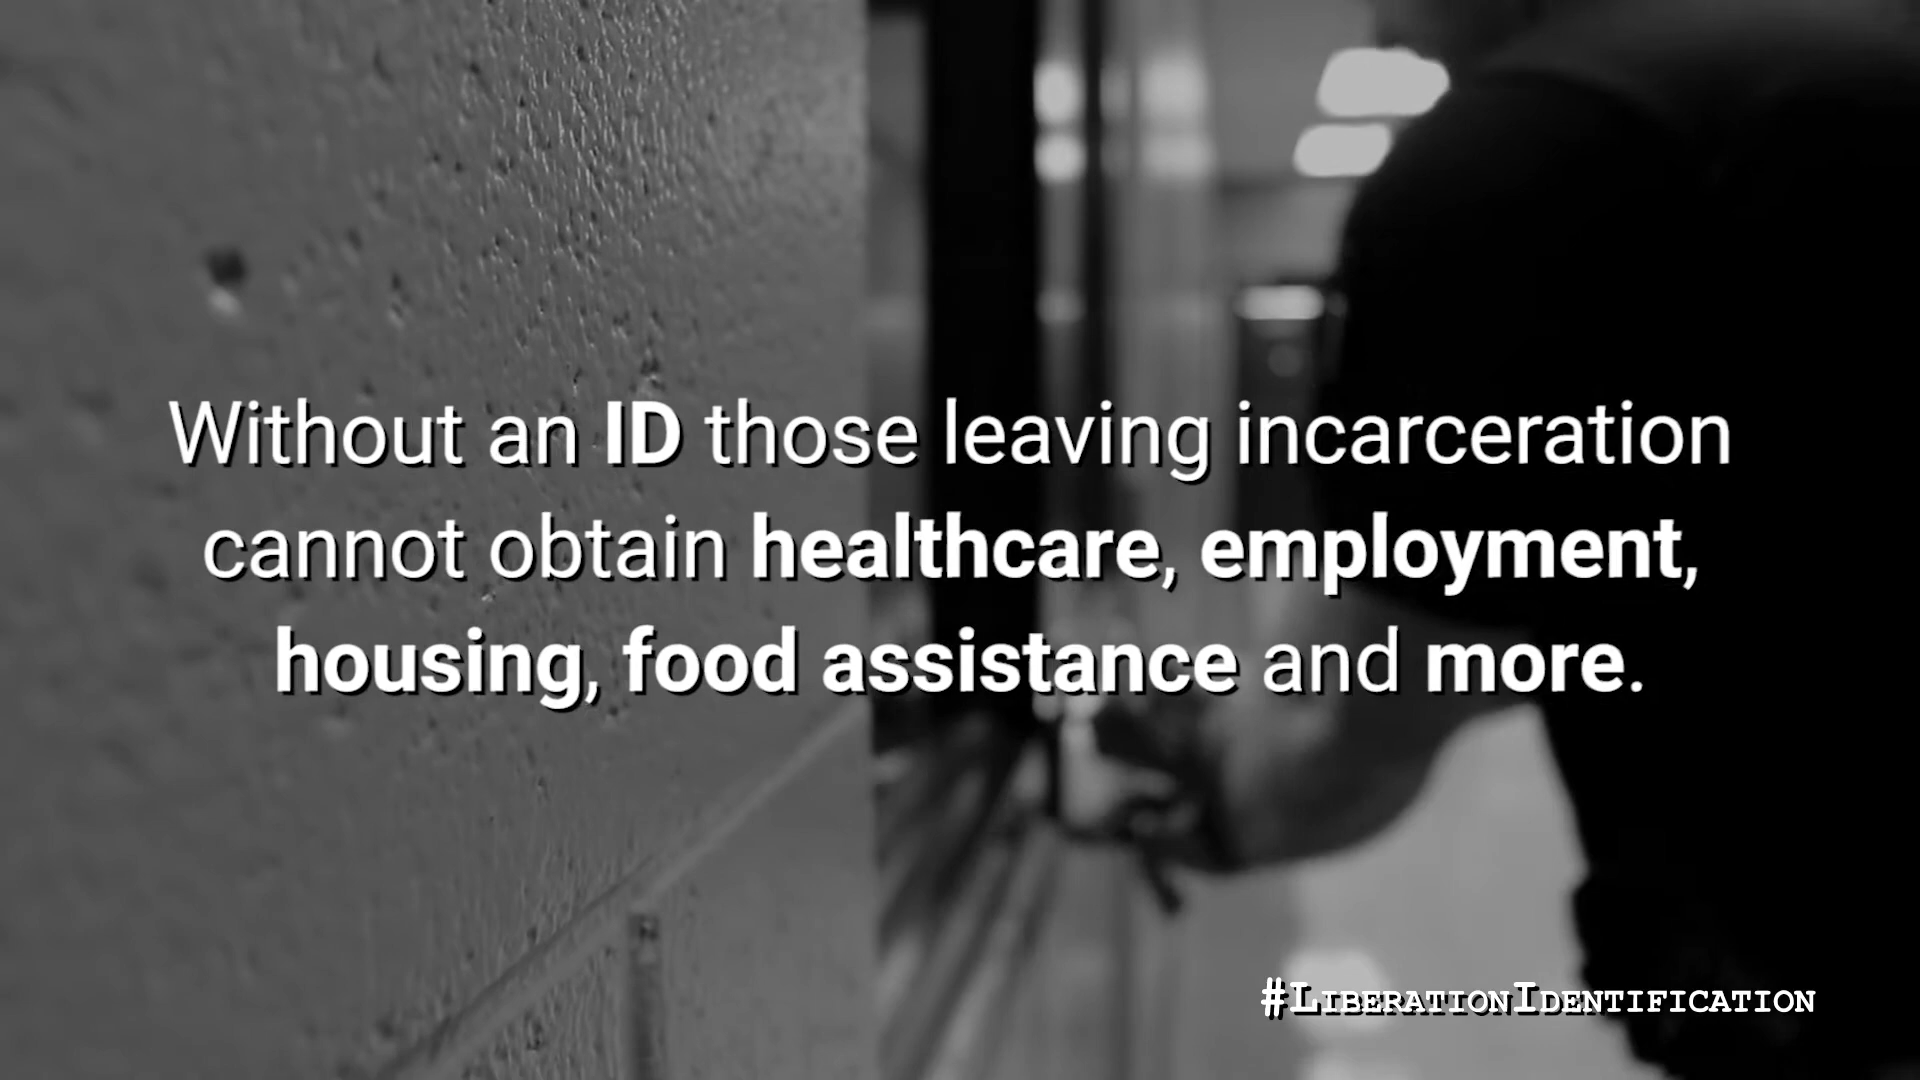 Without an ID those leaving incarceration
cannot obtain healthcare, employment,
housing, food assistance and more.
#LiberationIdentification